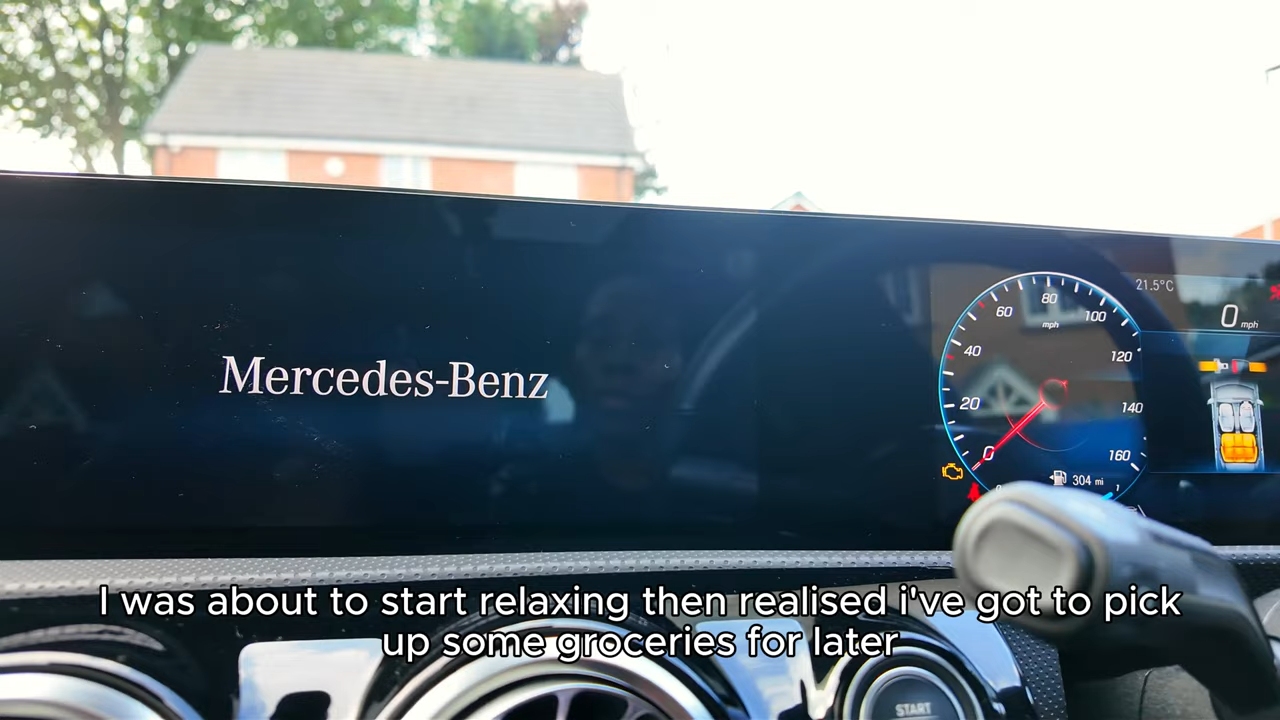 Mercedes-Benz
21.5°C
0 mph
80
60
100
mph
40
120
20
140
0
160
304 mi
I was about to start relaxing then realised i've got to pick
up some groceries for later
START